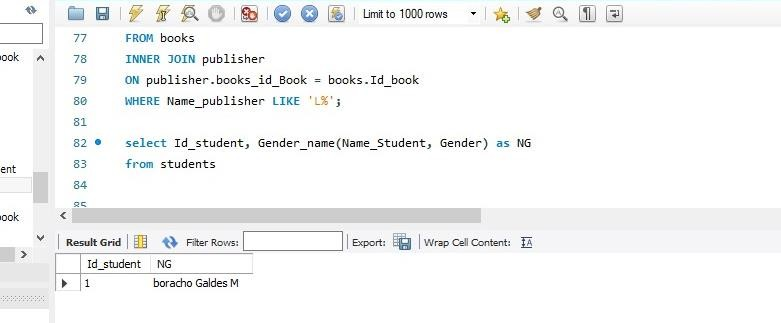 Limit to 1000 rows
ook
77 FROM books
78 INNER JOIN publisher
79 ON publisher.books_id_Book = books.Id_book
80 WHERE Name_publisher LIKE 'L%';
81
82 select Id_student, Gender_name(Name_Student, Gender) as NG
83 from students
ent
84
85
ook
Result Grid Filter Rows: Export: Wrap Cell Content: IA
Id_student NG
1 boracho Galdes M